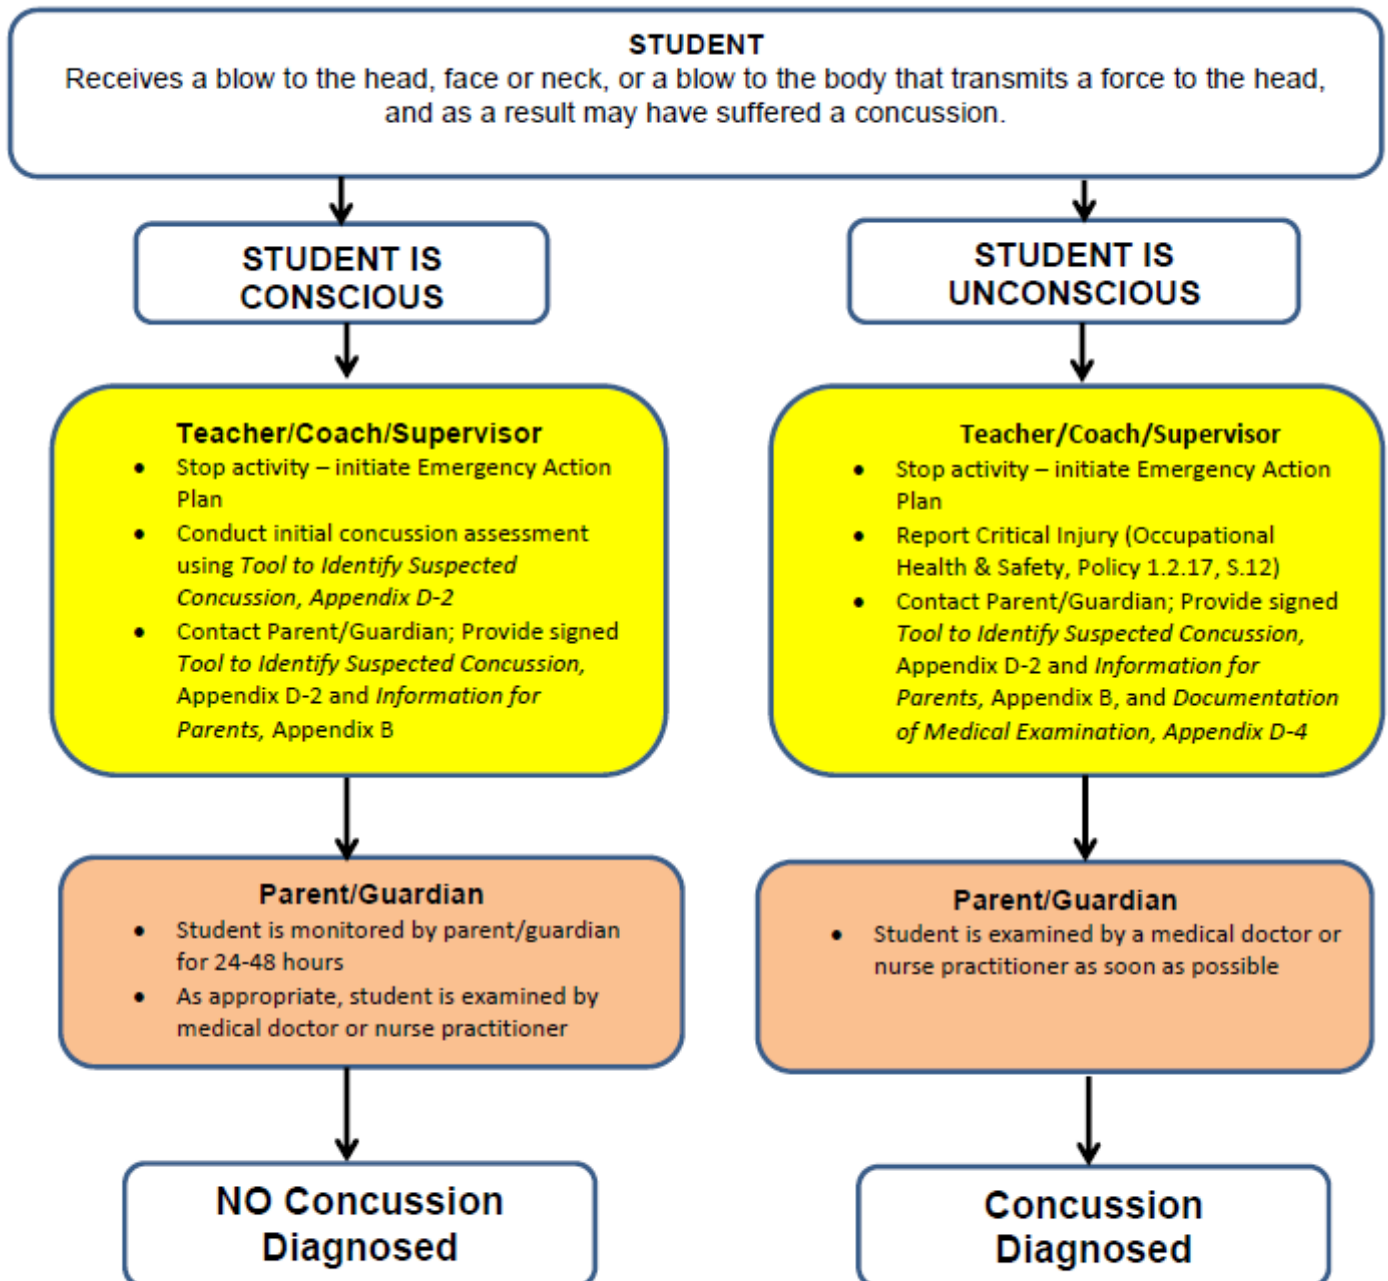 STUDENT
Receives a blow to the head, face or neck, or a blow to the body that transmits a force to the head,
and as a result may have suffered a concussion.
STUDENT IS
CONSCIOUS
STUDENT IS
UNCONSCIOUS
Teacher/Coach/Supervisor
• Stop activity – initiate Emergency Action
Plan
• Conduct initial concussion assessment
using Tool to Identify Suspected
Concussion, Appendix D-2
• Contact Parent/Guardian; Provide signed
Tool to Identify Suspected Concussion,
Appendix D-2 and Information for
Parents, Appendix B
Teacher/Coach/Supervisor
• Stop activity – initiate Emergency Action
Plan
• Report Critical Injury (Occupational
Health & Safety, Policy 1.2.17, S.12)
• Contact Parent/Guardian; Provide signed
Tool to Identify Suspected Concussion,
Appendix D-2 and Information for
Parents, Appendix B, and Documentation
of Medical Examination, Appendix D-4
Parent/Guardian
• Student is monitored by parent/guardian
for 24-48 hours
• As appropriate, student is examined by
medical doctor or nurse practitioner
Parent/Guardian
• Student is examined by a medical doctor or
nurse practitioner as soon as possible
NO Concussion
Diagnosed
Concussion
Diagnosed